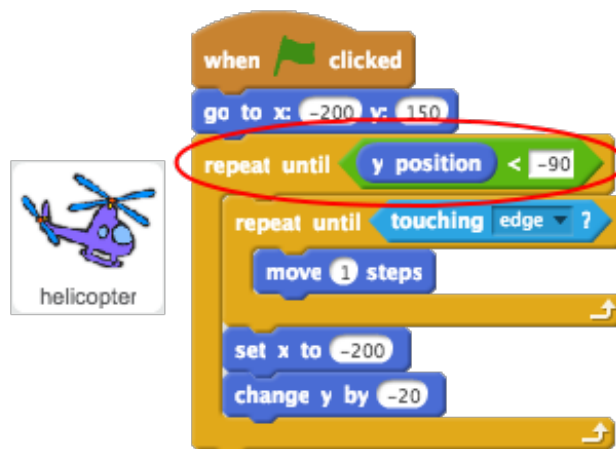 when clicked
go to x: -200 y: 150
repeat until y position < -90
repeat until touching edge ?
move 1 steps
set x to -200
change y by -20
helicopter